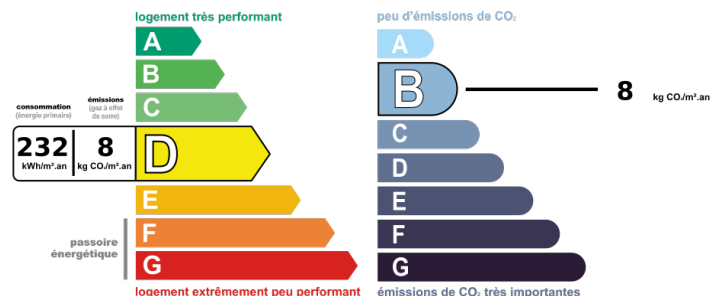 logement très performant
A
B
C
consommation
(énergie primaire)
émissions
(gaz à effet
de serre)
232
kWh/m².an
8
kg CO₂/m².an
D
E
F
G
passoire
énergétique
logement extrêmement peu performant
peu d'émissions de CO₂
A
B
8 kg CO₂/m².an
C
D
E
F
G
émissions de CO₂ très importantes